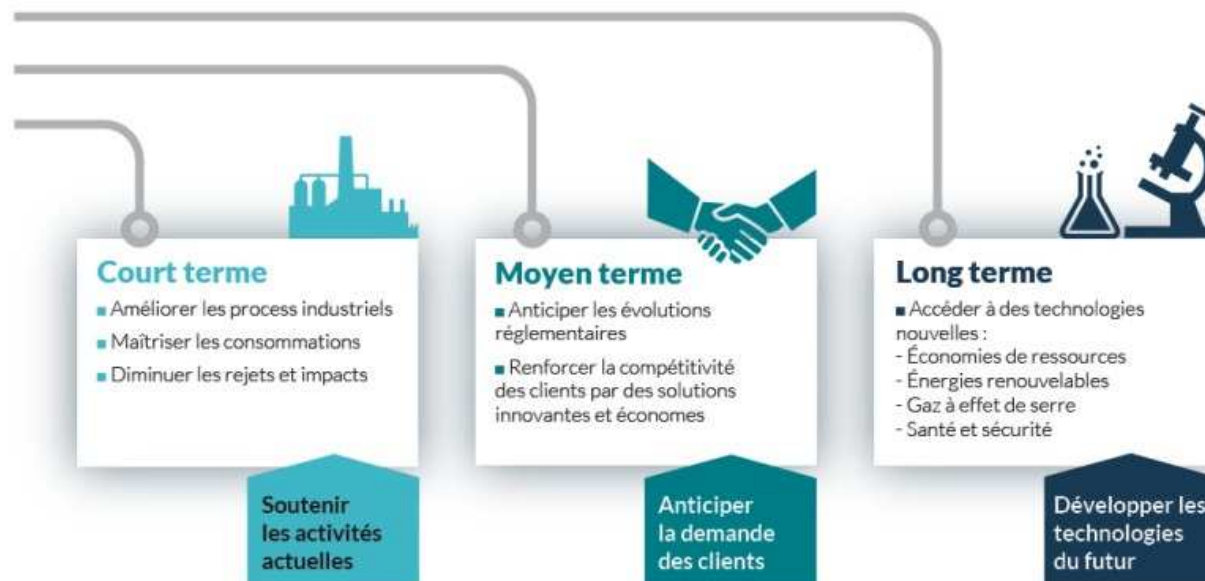 Court terme
▪ Améliorer les process industriels
▪ Maîtriser les consommations
▪ Diminuer les rejets et impacts
Soutenir
les activités
actuelles
Moyen terme
▪ Anticiper les évolutions
réglementaires
▪ Renforcer la compétitivité
des clients par des solutions
innovantes et économes
Anticiper
la demande
des clients
Long terme
▪ Accéder à des technologies
nouvelles :
- Économies de ressources
- Énergies renouvelables
- Gaz à effet de serre
- Santé et sécurité
Développer les
technologies
du futur